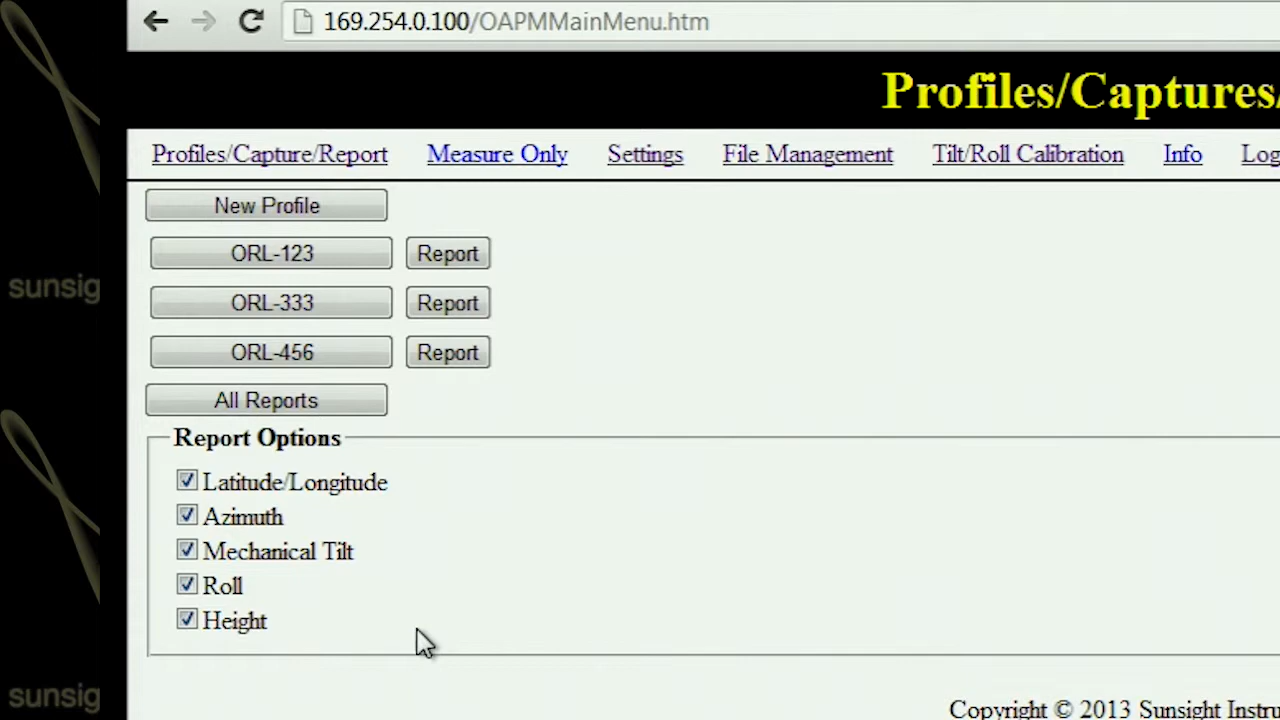 169.254.0.100/OAPMMainMenu.htm
Profiles/Captures/
Profiles/Capture/Report Measure Only Settings File Management Tilt/Roll Calibration Info Log
New Profile
ORL-123 Report
ORL-333 Report
ORL-456 Report
All Reports
Report Options
Latitude/Longitude
Azimuth
Mechanical Tilt
Roll
Height
Copyright © 2013 Sunsight Instru
sunsig
sunsig